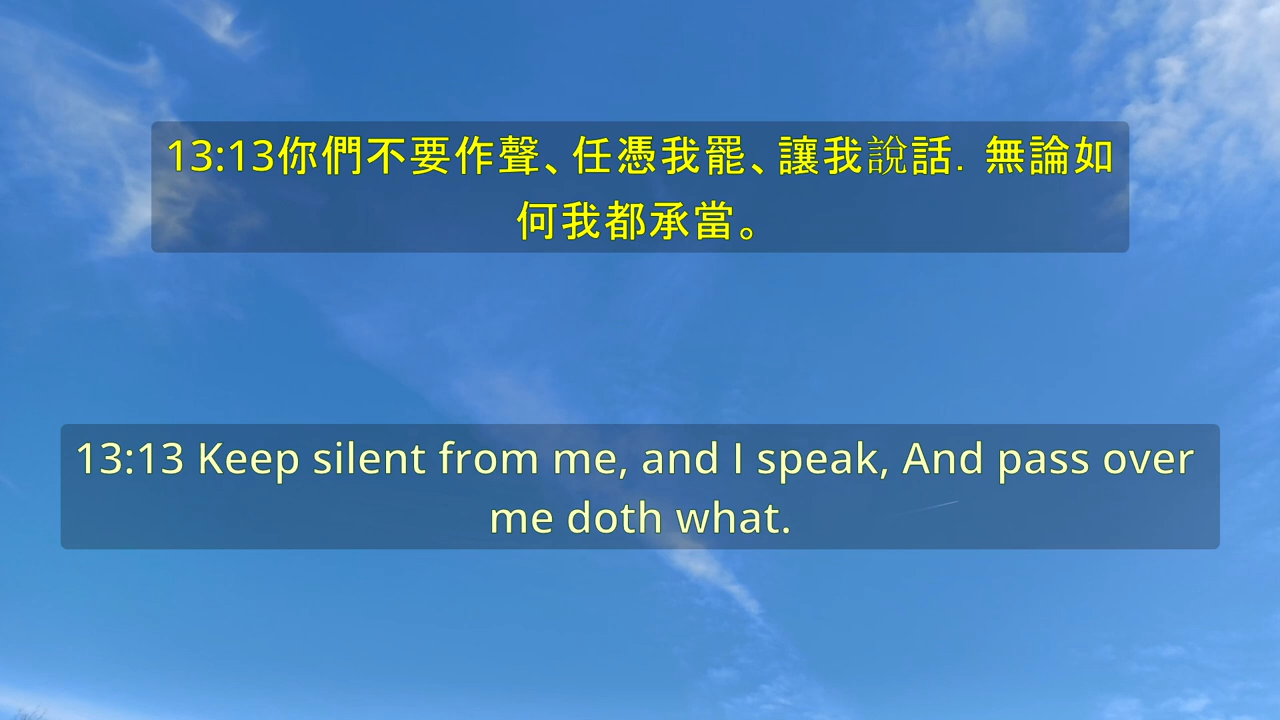 13:13你們不要作聲、任憑我罷、讓我說話．無論如
何我都承當。
13:13 Keep silent from me, and I speak, And pass over
me doth what.